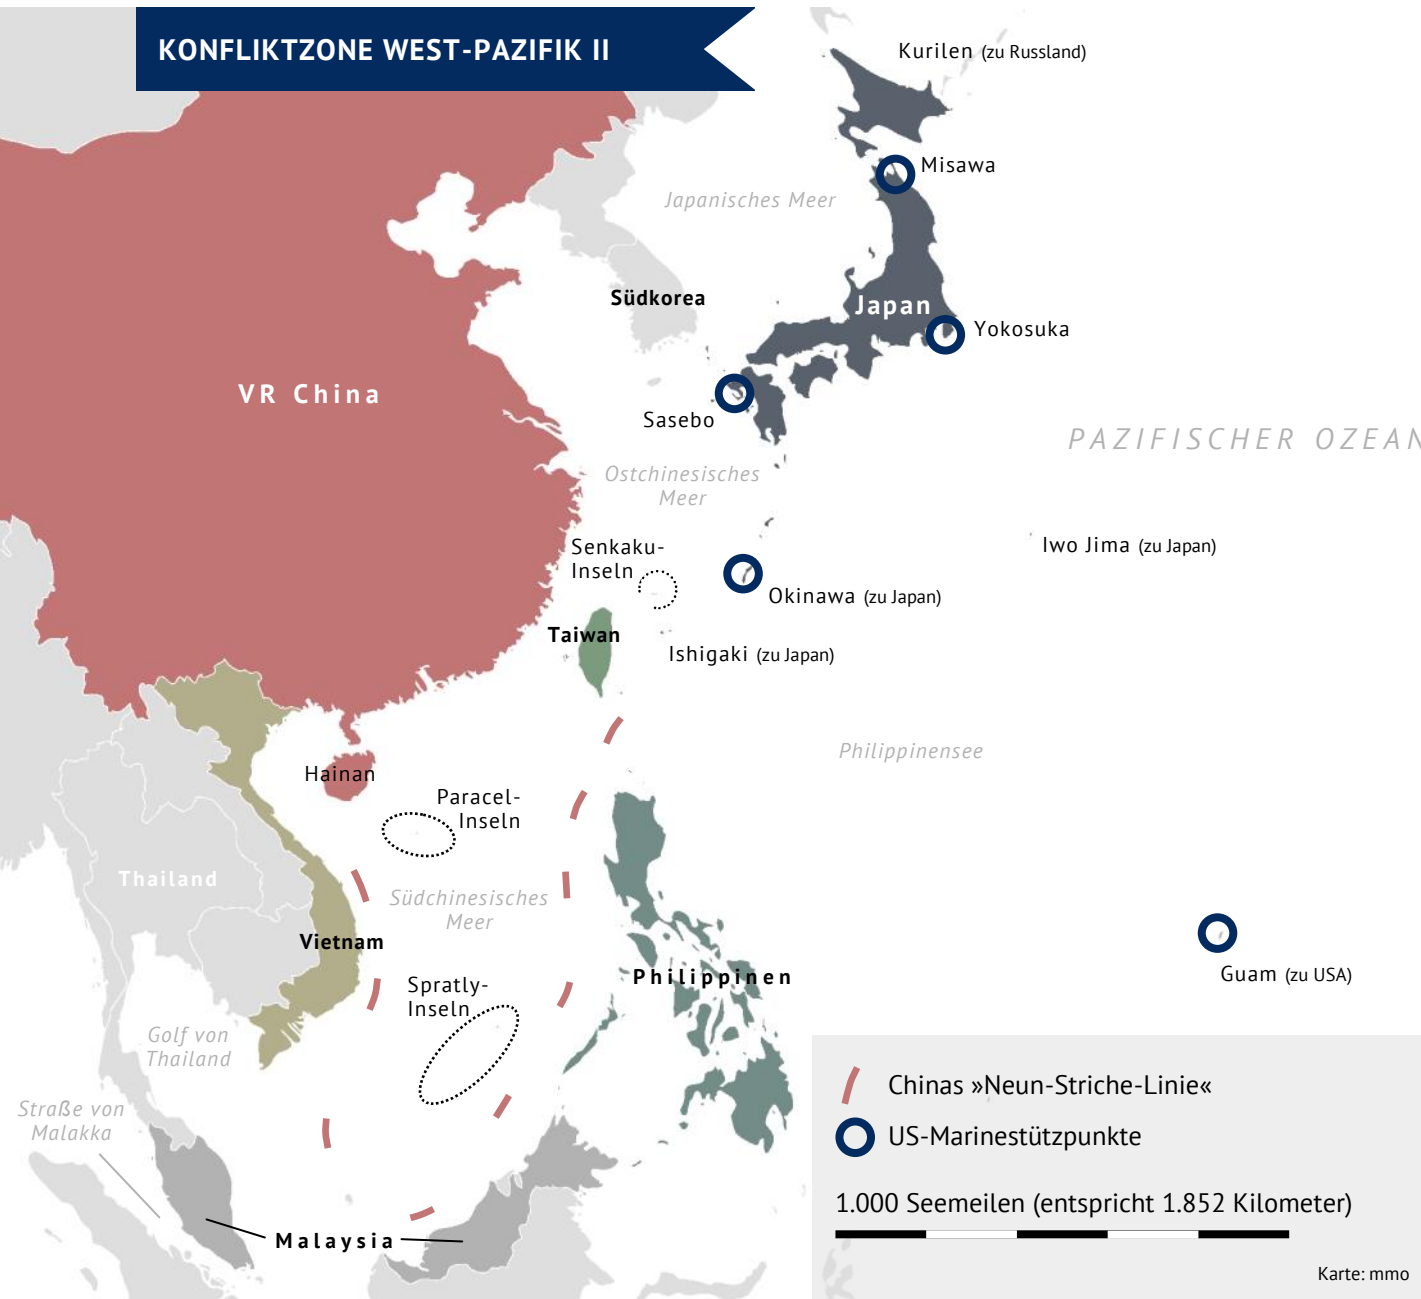 KONFLIKTZONE WEST-PAZIFIK II
Kurilen (zu Russland)
Misawa
Japanisches Meer
Südkorea
Japan
Yokosuka
VR China
Sasebo
PAZIFISCHER OZEAN
Ostchinesisches
Meer
Senkaku-
Inseln
Iwo Jima (zu Japan)
Okinawa (zu Japan)
Taiwan
Ishigaki (zu Japan)
Philippinensee
Hainan
Paracel-
Inseln
Thailand
Südchinesisches
Meer
Vietnam
Philippinen
Guam (zu USA)
Spratly-
Inseln
Golf von
Thailand
Straße von
Malakka
Malaysia
Chinas »Neun-Striche-Linie«
US-Marinestützpunkte
1.000 Seemeilen (entspricht 1.852 Kilometer)
Karte: mmo